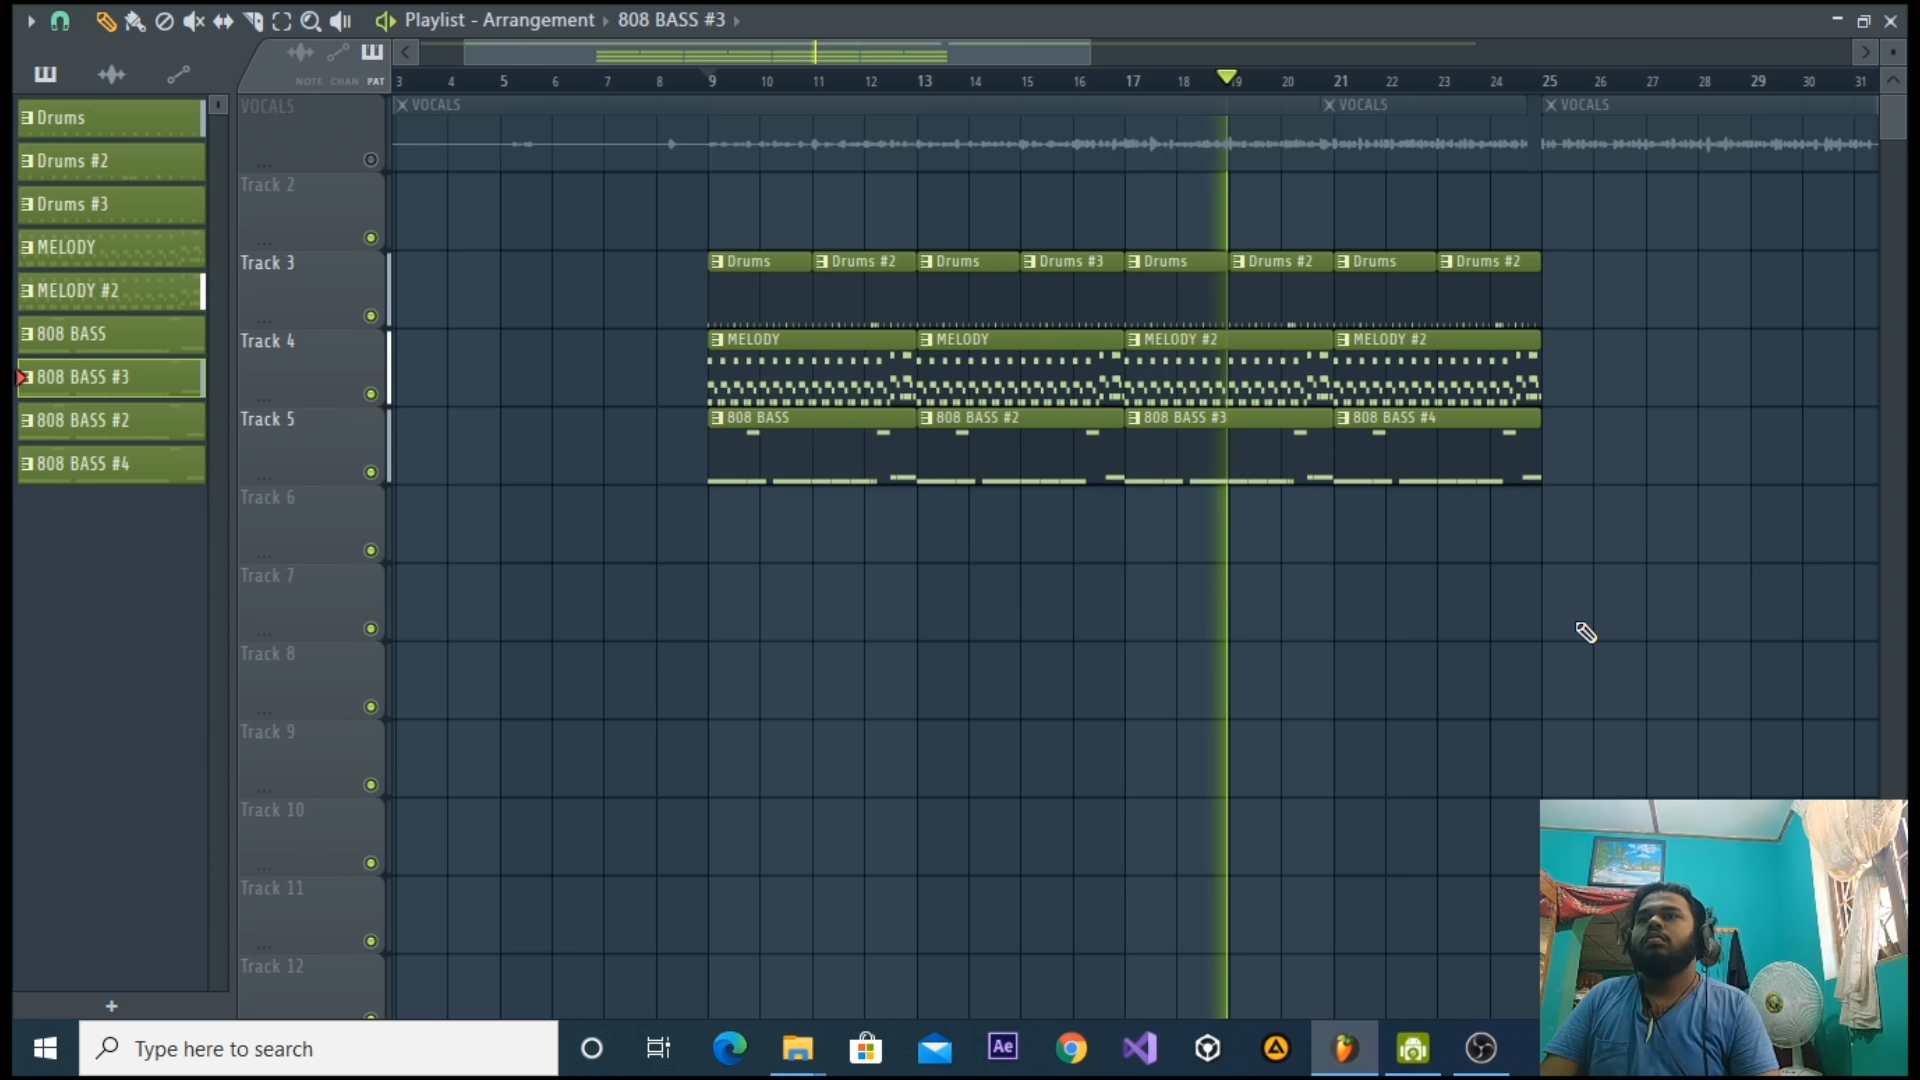 Playlist - Arrangement › 808 BASS #3 ›
NOTE CHAN PAT
3 4 5 6 7 8 9 10 11 12 13 14 15 16 17 18 19 20 21 22 23 24 25 26 27 28 29 30 31
Drums
Drums #2
Drums #3
MELODY
MELODY #2
808 BASS
808 BASS #3
808 BASS #2
808 BASS #4
+
VOCALS
VOCALS VOCALS VOCALS
Track 2
Track 3
Drums Drums #2 Drums Drums #3 Drums Drums #2 Drums Drums #2
Track 4
MELODY MELODY MELODY #2 MELODY #2
Track 5
808 BASS 808 BASS #2 808 BASS #3 808 BASS #4
Track 6
Track 7
Track 8
Track 9
Track 10
Track 11
Track 12
Type here to search
Ae